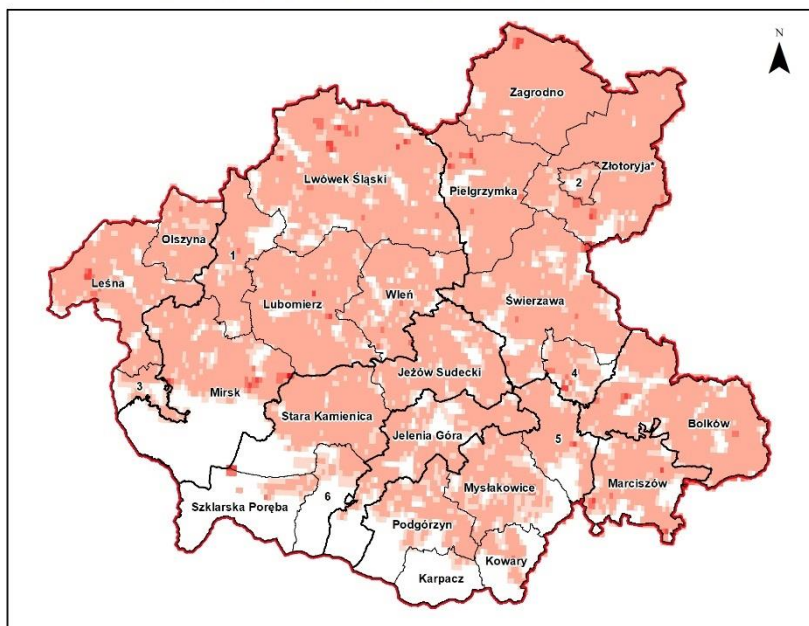 N
Zagrodno
Złotoryja*
2
Lwówek Śląski
Pielgrzymka
Olszyna
1
Leśna
Lubomierz
Wleń
Świerzawa
3
Mirsk
Jeżów Sudecki
4
Stara Kamienica
Jelenia Góra
5
Bolków
Marciszów
Mysłakowice
6
Szklarska Poręba
Podgórzyn
Kowary
Karpacz